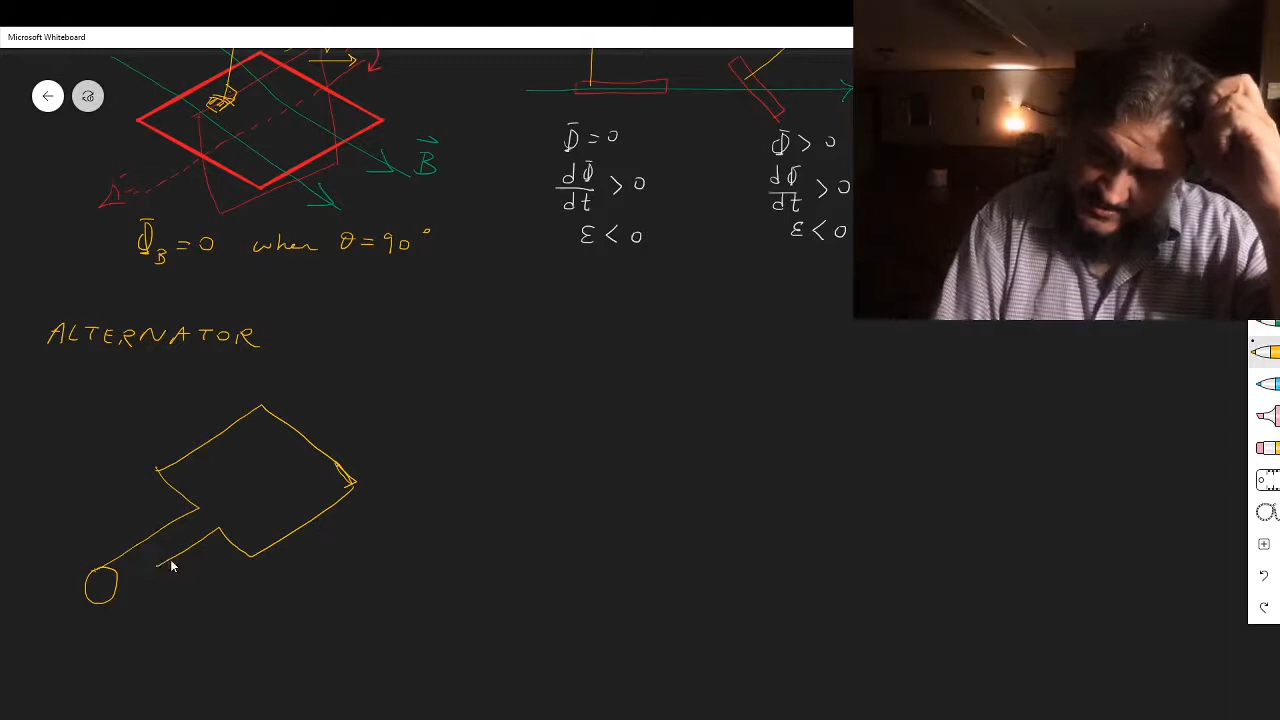 Microsoft Whiteboard
B
Φ_B = 0 when θ = 90°
Φ = 0
dΦ/dt > 0
ε < 0
Φ > 0
dΦ/dt > 0
ε < 0
ALTERNATOR